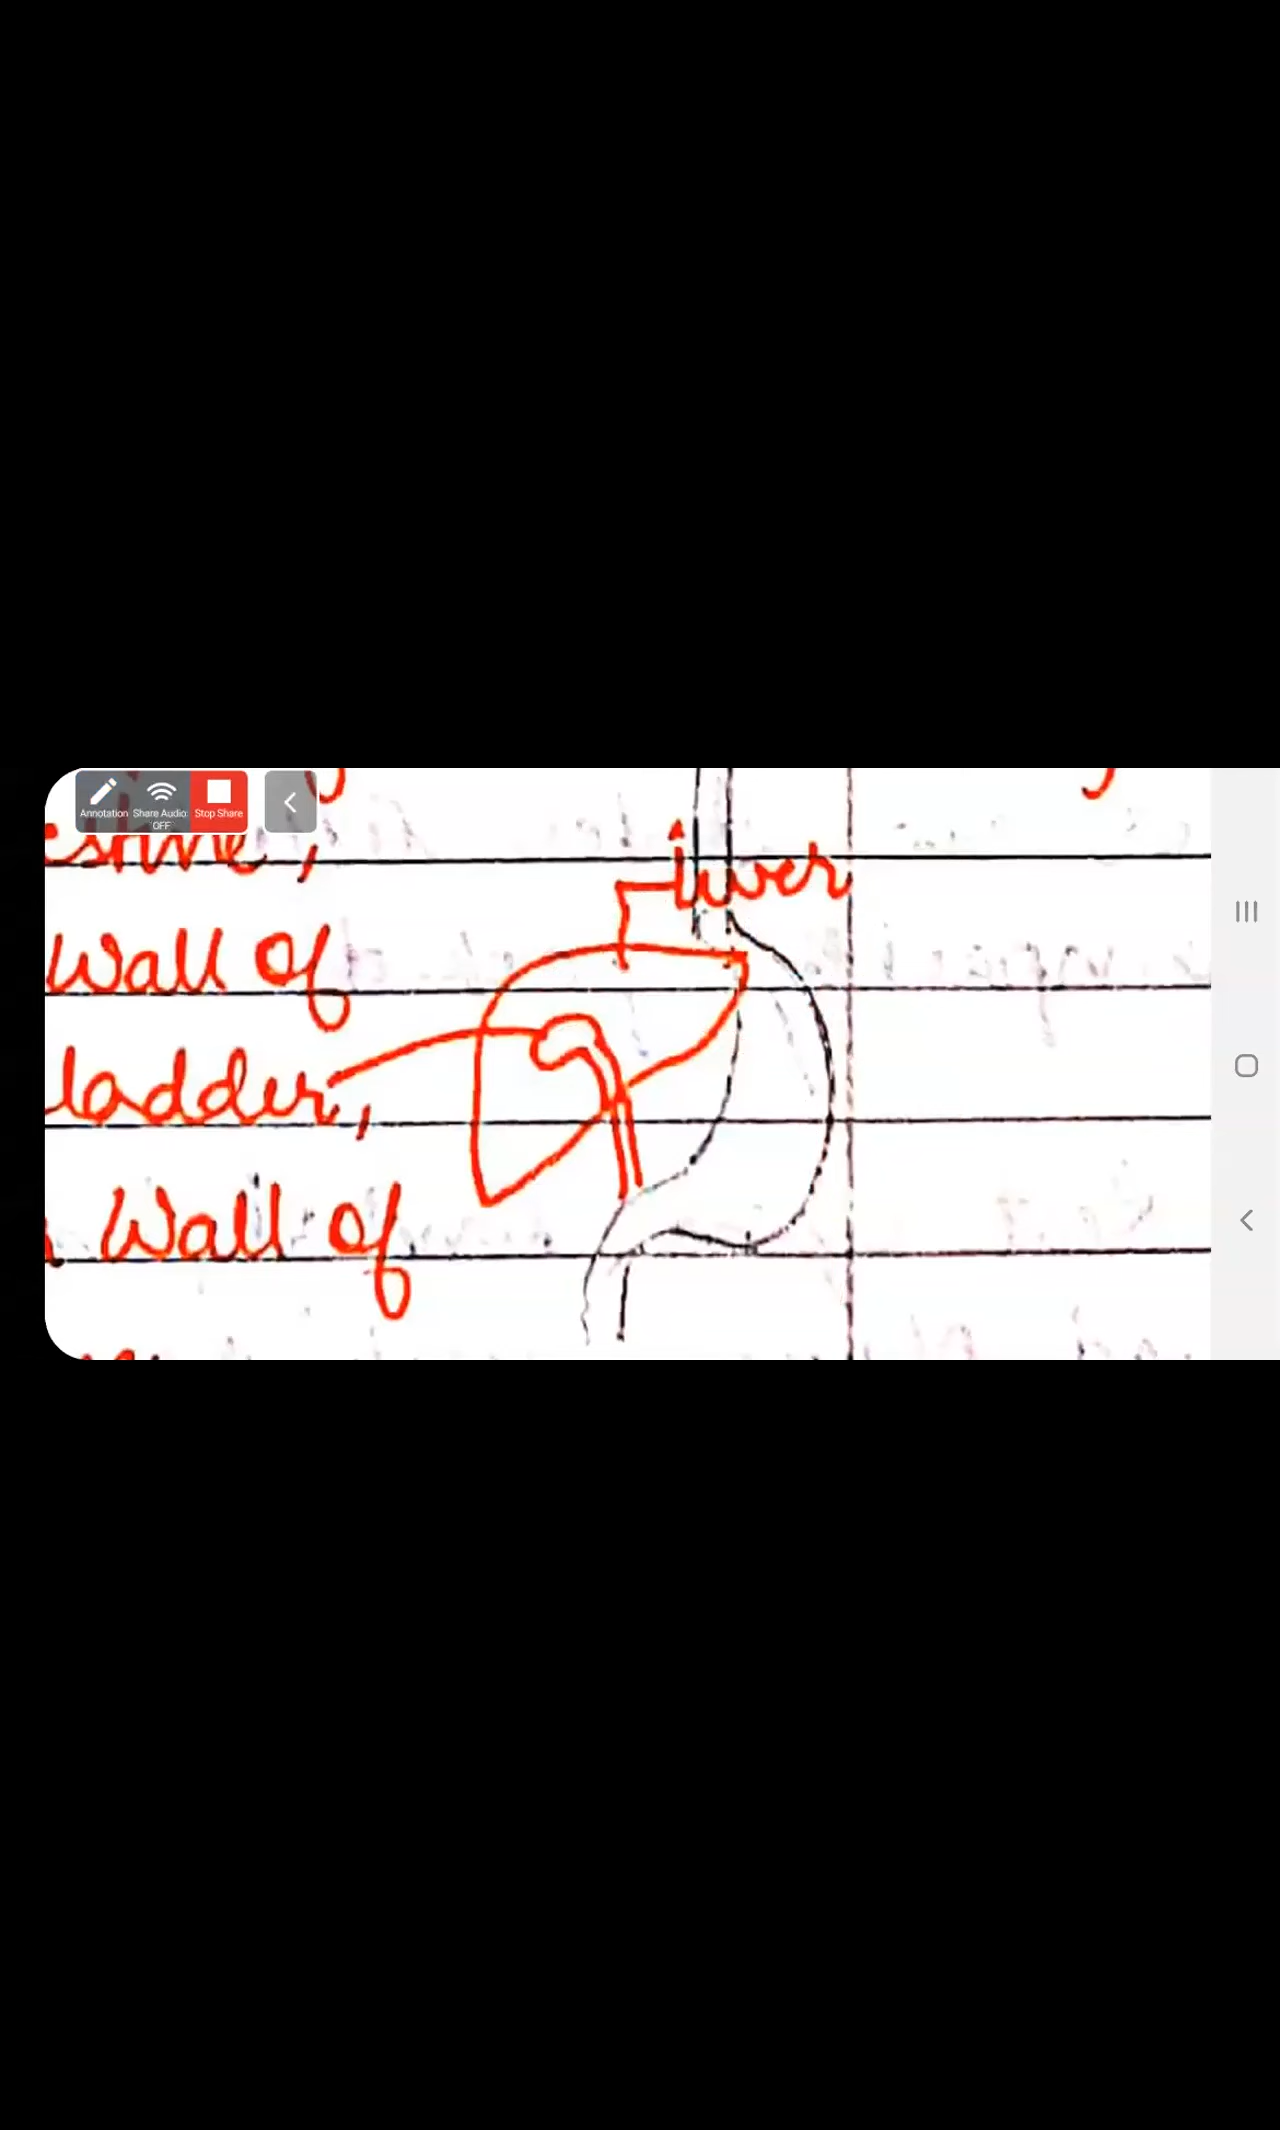 Annotation Share Audio: OFF Stop Share
liver
Wall of
ladder,
Wall of